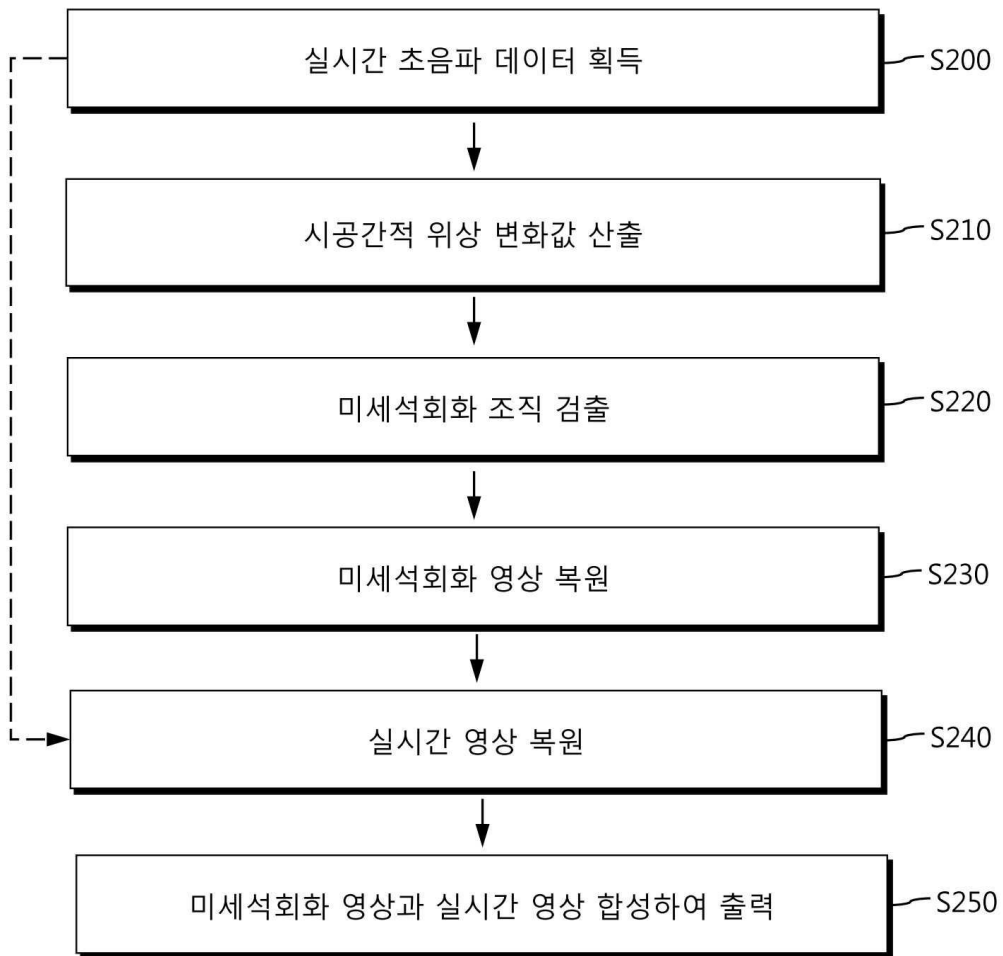 실시간 초음파 데이터 획득
S200
시공간적 위상 변화값 산출
S210
미세석회화 조직 검출
S220
미세석회화 영상 복원
S230
실시간 영상 복원
S240
미세석회화 영상과 실시간 영상 합성하여 출력
S250